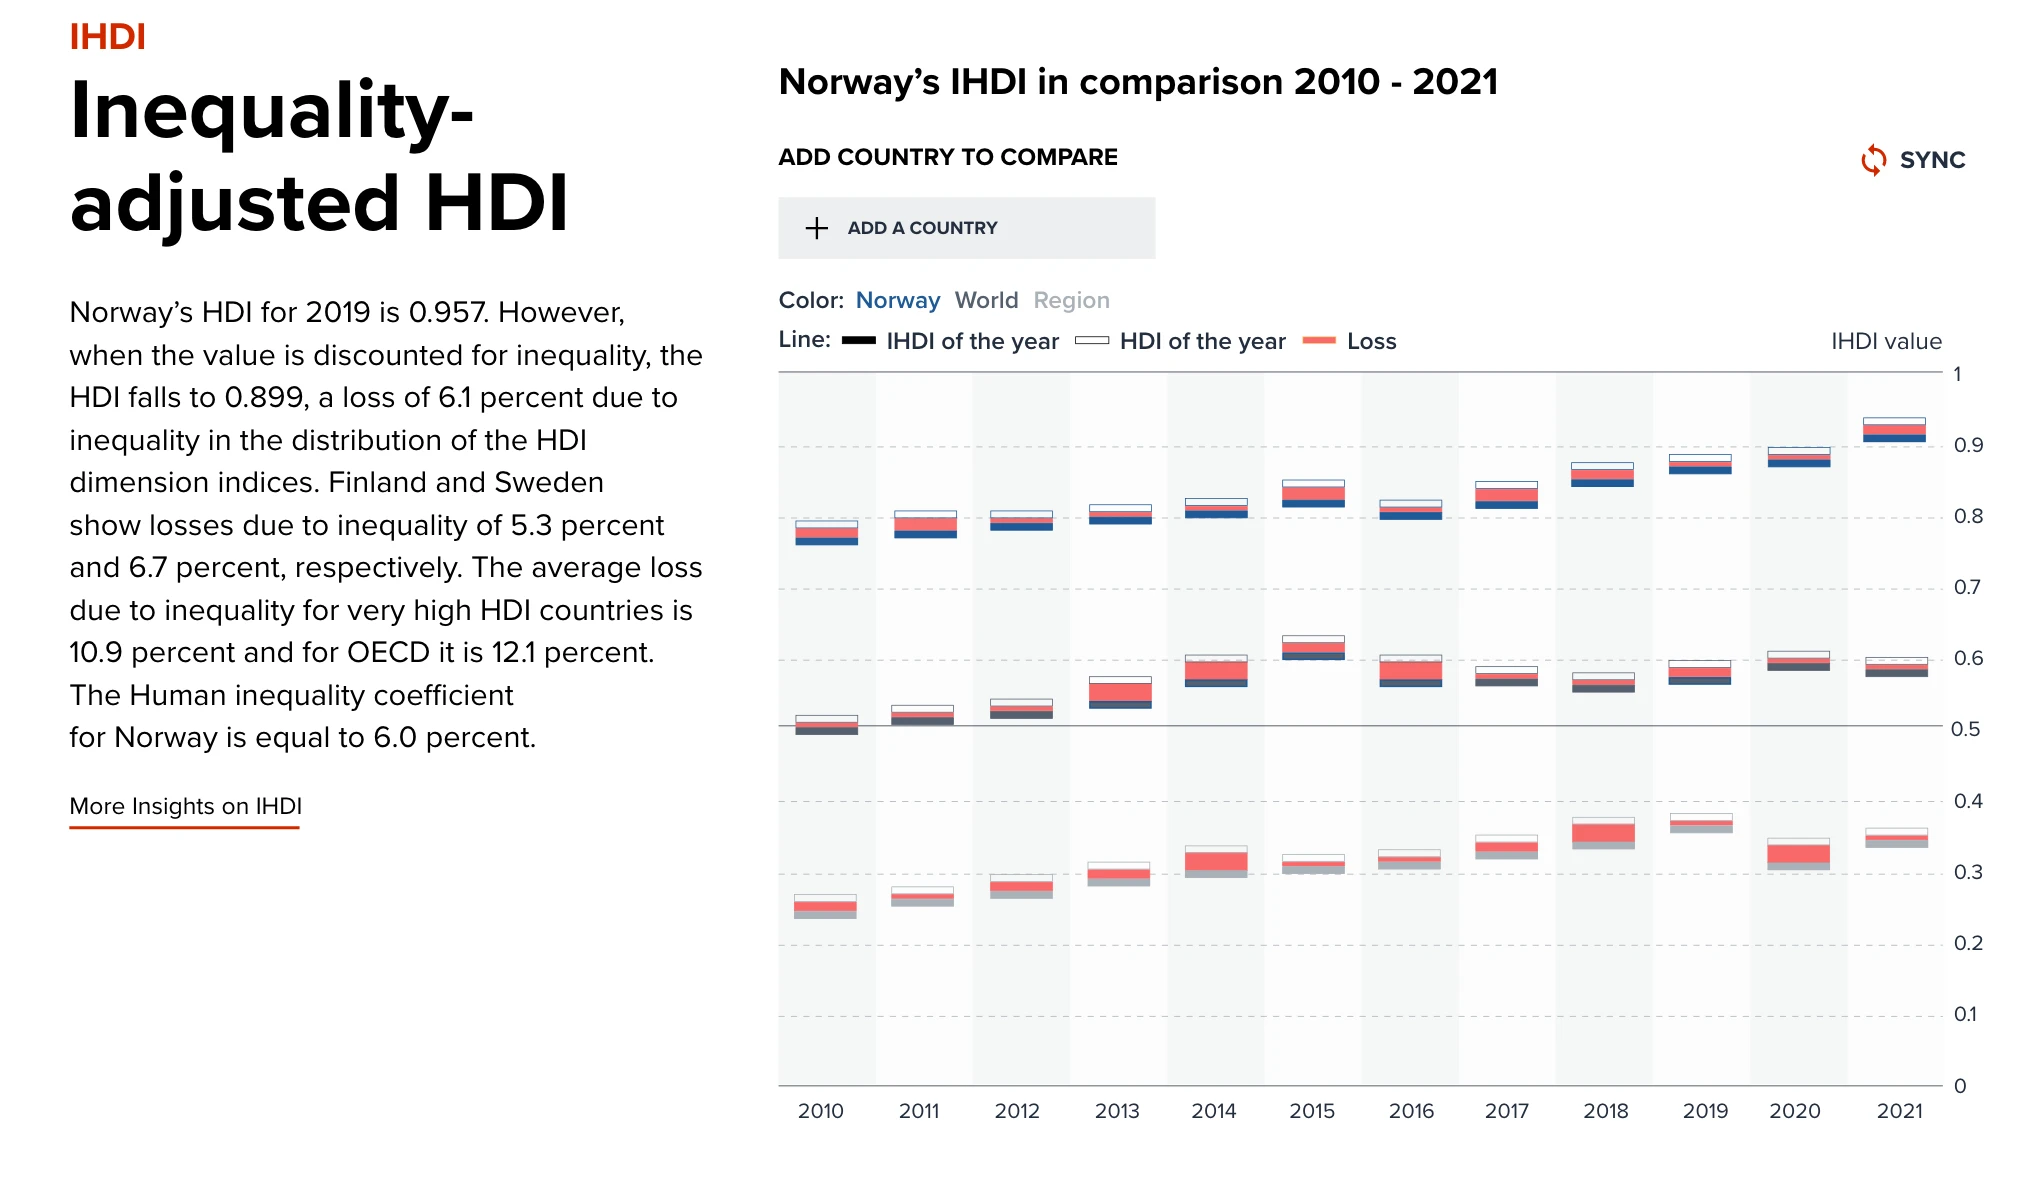 IHDI
Inequality-
adjusted HDI
Norway’s HDI for 2019 is 0.957. However,
when the value is discounted for inequality, the
HDI falls to 0.899, a loss of 6.1 percent due to
inequality in the distribution of the HDI
dimension indices. Finland and Sweden
show losses due to inequality of 5.3 percent
and 6.7 percent, respectively. The average loss
due to inequality for very high HDI countries is
10.9 percent and for OECD it is 12.1 percent.
The Human inequality coefficient
for Norway is equal to 6.0 percent.
More Insights on IHDI
Norway’s IHDI in comparison 2010 - 2021
ADD COUNTRY TO COMPARE
SYNC
ADD A COUNTRY
Color: Norway World Region
Line: IHDI of the year HDI of the year Loss
IHDI value
1
0.9
0.8
0.7
0.6
0.5
0.4
0.3
0.2
0.1
0
2010 2011 2012 2013 2014 2015 2016 2017 2018 2019 2020 2021